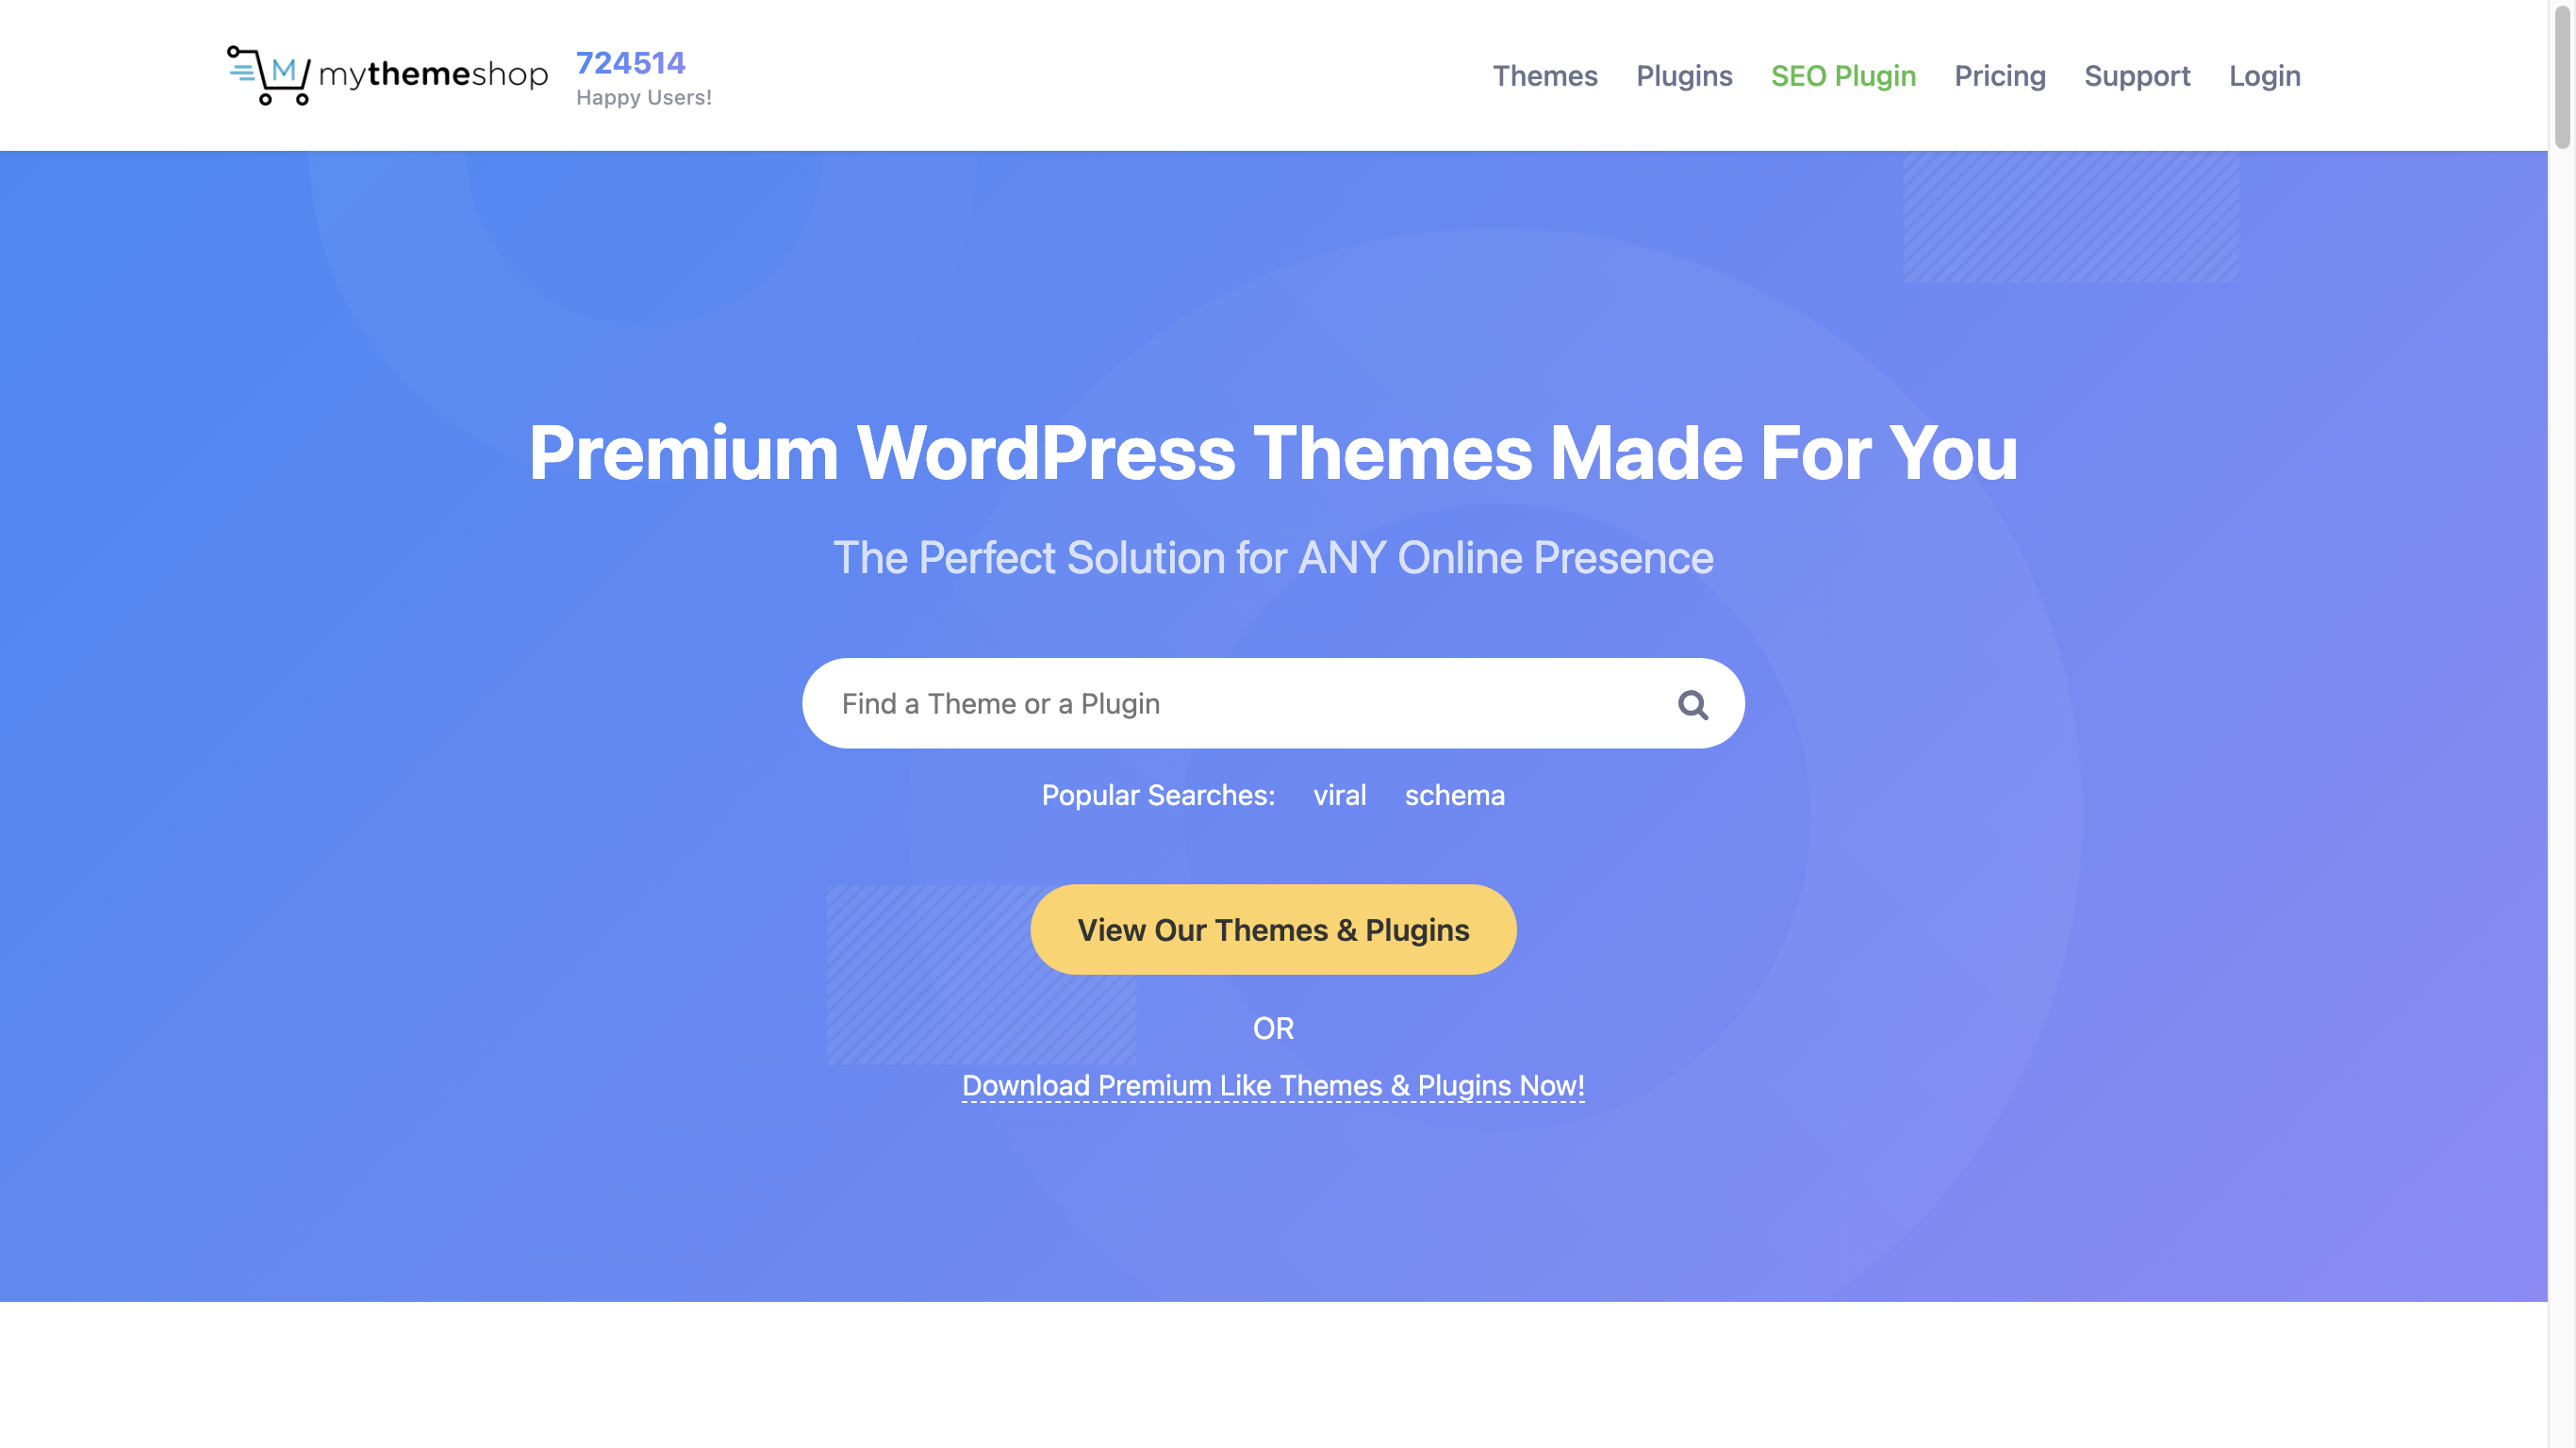 M mythemeshop
724514
Happy Users!
Themes Plugins SEO Plugin Pricing Support Login
Premium WordPress Themes Made For You
The Perfect Solution for ANY Online Presence
Find a Theme or a Plugin
Popular Searches: viral schema
View Our Themes & Plugins
OR
Download Premium Like Themes & Plugins Now!